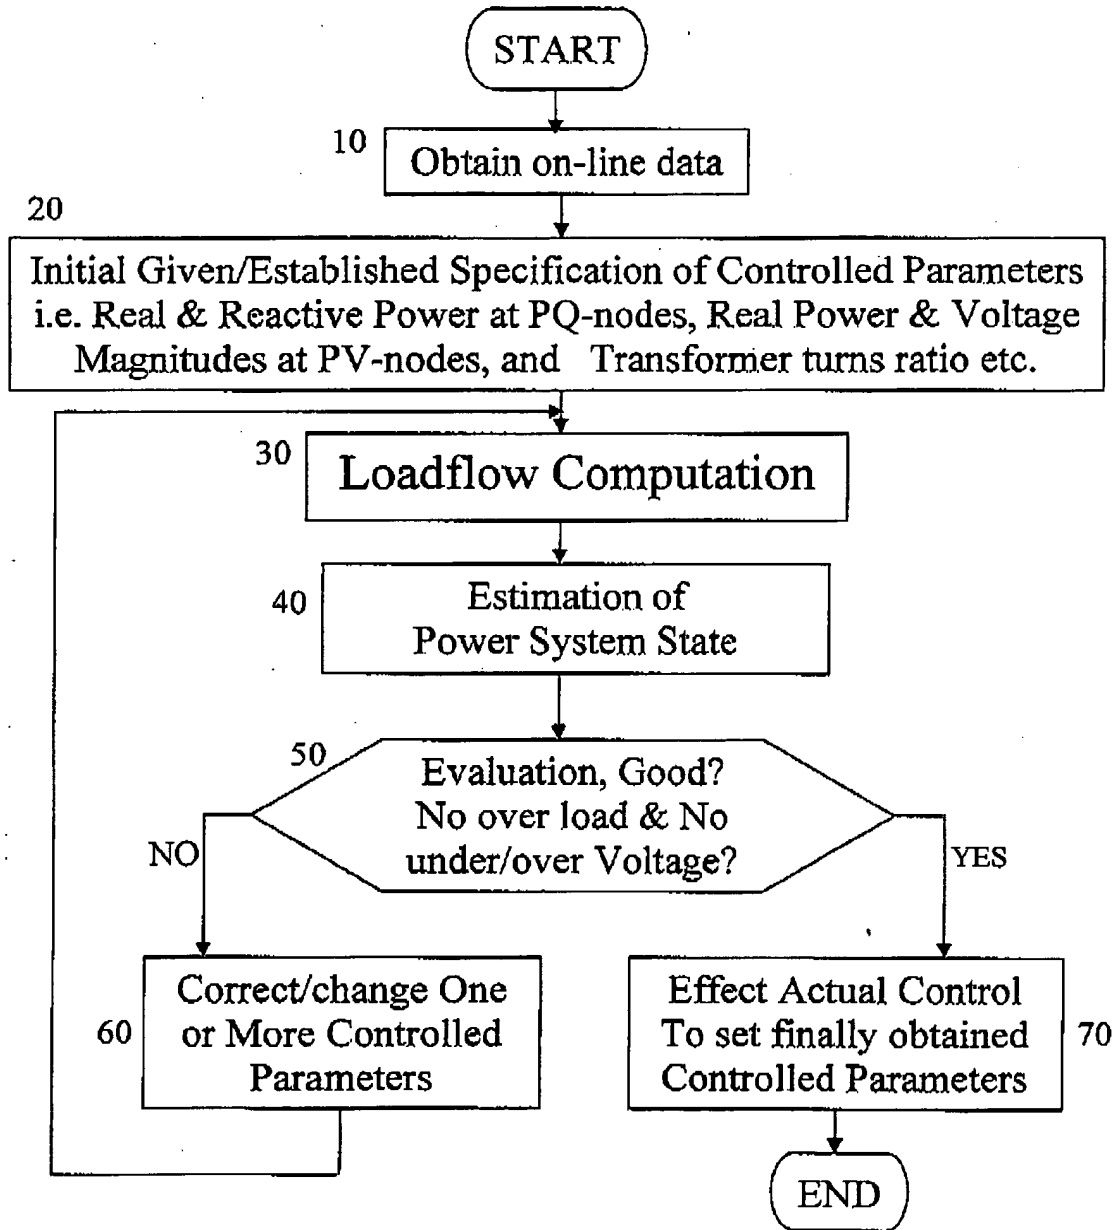 START
10
Obtain on-line data
20
Initial Given/Established Specification of Controlled Parameters
i.e. Real & Reactive Power at PQ-nodes, Real Power & Voltage
Magnitudes at PV-nodes, and Transformer turns ratio etc.
30
Loadflow Computation
40
Estimation of
Power System State
50
Evaluation, Good?
No over load & No
under/over Voltage?
NO
YES
60
Correct/change One
or More Controlled
Parameters
Effect Actual Control
To set finally obtained
Controlled Parameters
70
END